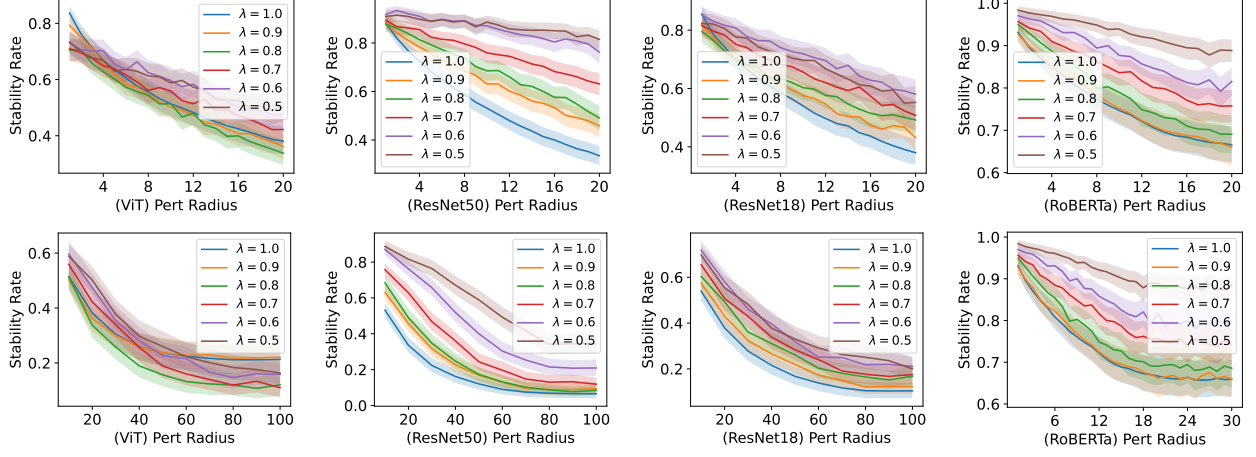 Stability Rate
0.8
0.6
0.4
λ = 1.0
λ = 0.9
λ = 0.8
λ = 0.7
λ = 0.6
λ = 0.5
4 8 12 16 20
(ViT) Pert Radius
Stability Rate
0.8
0.6
0.4
λ = 1.0
λ = 0.9
λ = 0.8
λ = 0.7
λ = 0.6
λ = 0.5
4 8 12 16 20
(ResNet50) Pert Radius
Stability Rate
0.8
0.6
0.4
λ = 1.0
λ = 0.9
λ = 0.8
λ = 0.7
λ = 0.6
λ = 0.5
4 8 12 16 20
(ResNet18) Pert Radius
Stability Rate
1.0
0.9
0.8
0.7
0.6
λ = 1.0
λ = 0.9
λ = 0.8
λ = 0.7
λ = 0.6
λ = 0.5
4 8 12 16 20
(RoBERTa) Pert Radius
Stability Rate
0.6
0.4
0.2
λ = 1.0
λ = 0.9
λ = 0.8
λ = 0.7
λ = 0.6
λ = 0.5
20 40 60 80 100
(ViT) Pert Radius
Stability Rate
0.8
0.6
0.4
0.2
0.0
λ = 1.0
λ = 0.9
λ = 0.8
λ = 0.7
λ = 0.6
λ = 0.5
20 40 60 80 100
(ResNet50) Pert Radius
Stability Rate
0.6
0.4
0.2
λ = 1.0
λ = 0.9
λ = 0.8
λ = 0.7
λ = 0.6
λ = 0.5
20 40 60 80 100
(ResNet18) Pert Radius
Stability Rate
1.0
0.9
0.8
0.7
0.6
λ = 1.0
λ = 0.9
λ = 0.8
λ = 0.7
λ = 0.6
λ = 0.5
6 12 18 24 30
(RoBERTa) Pert Radius